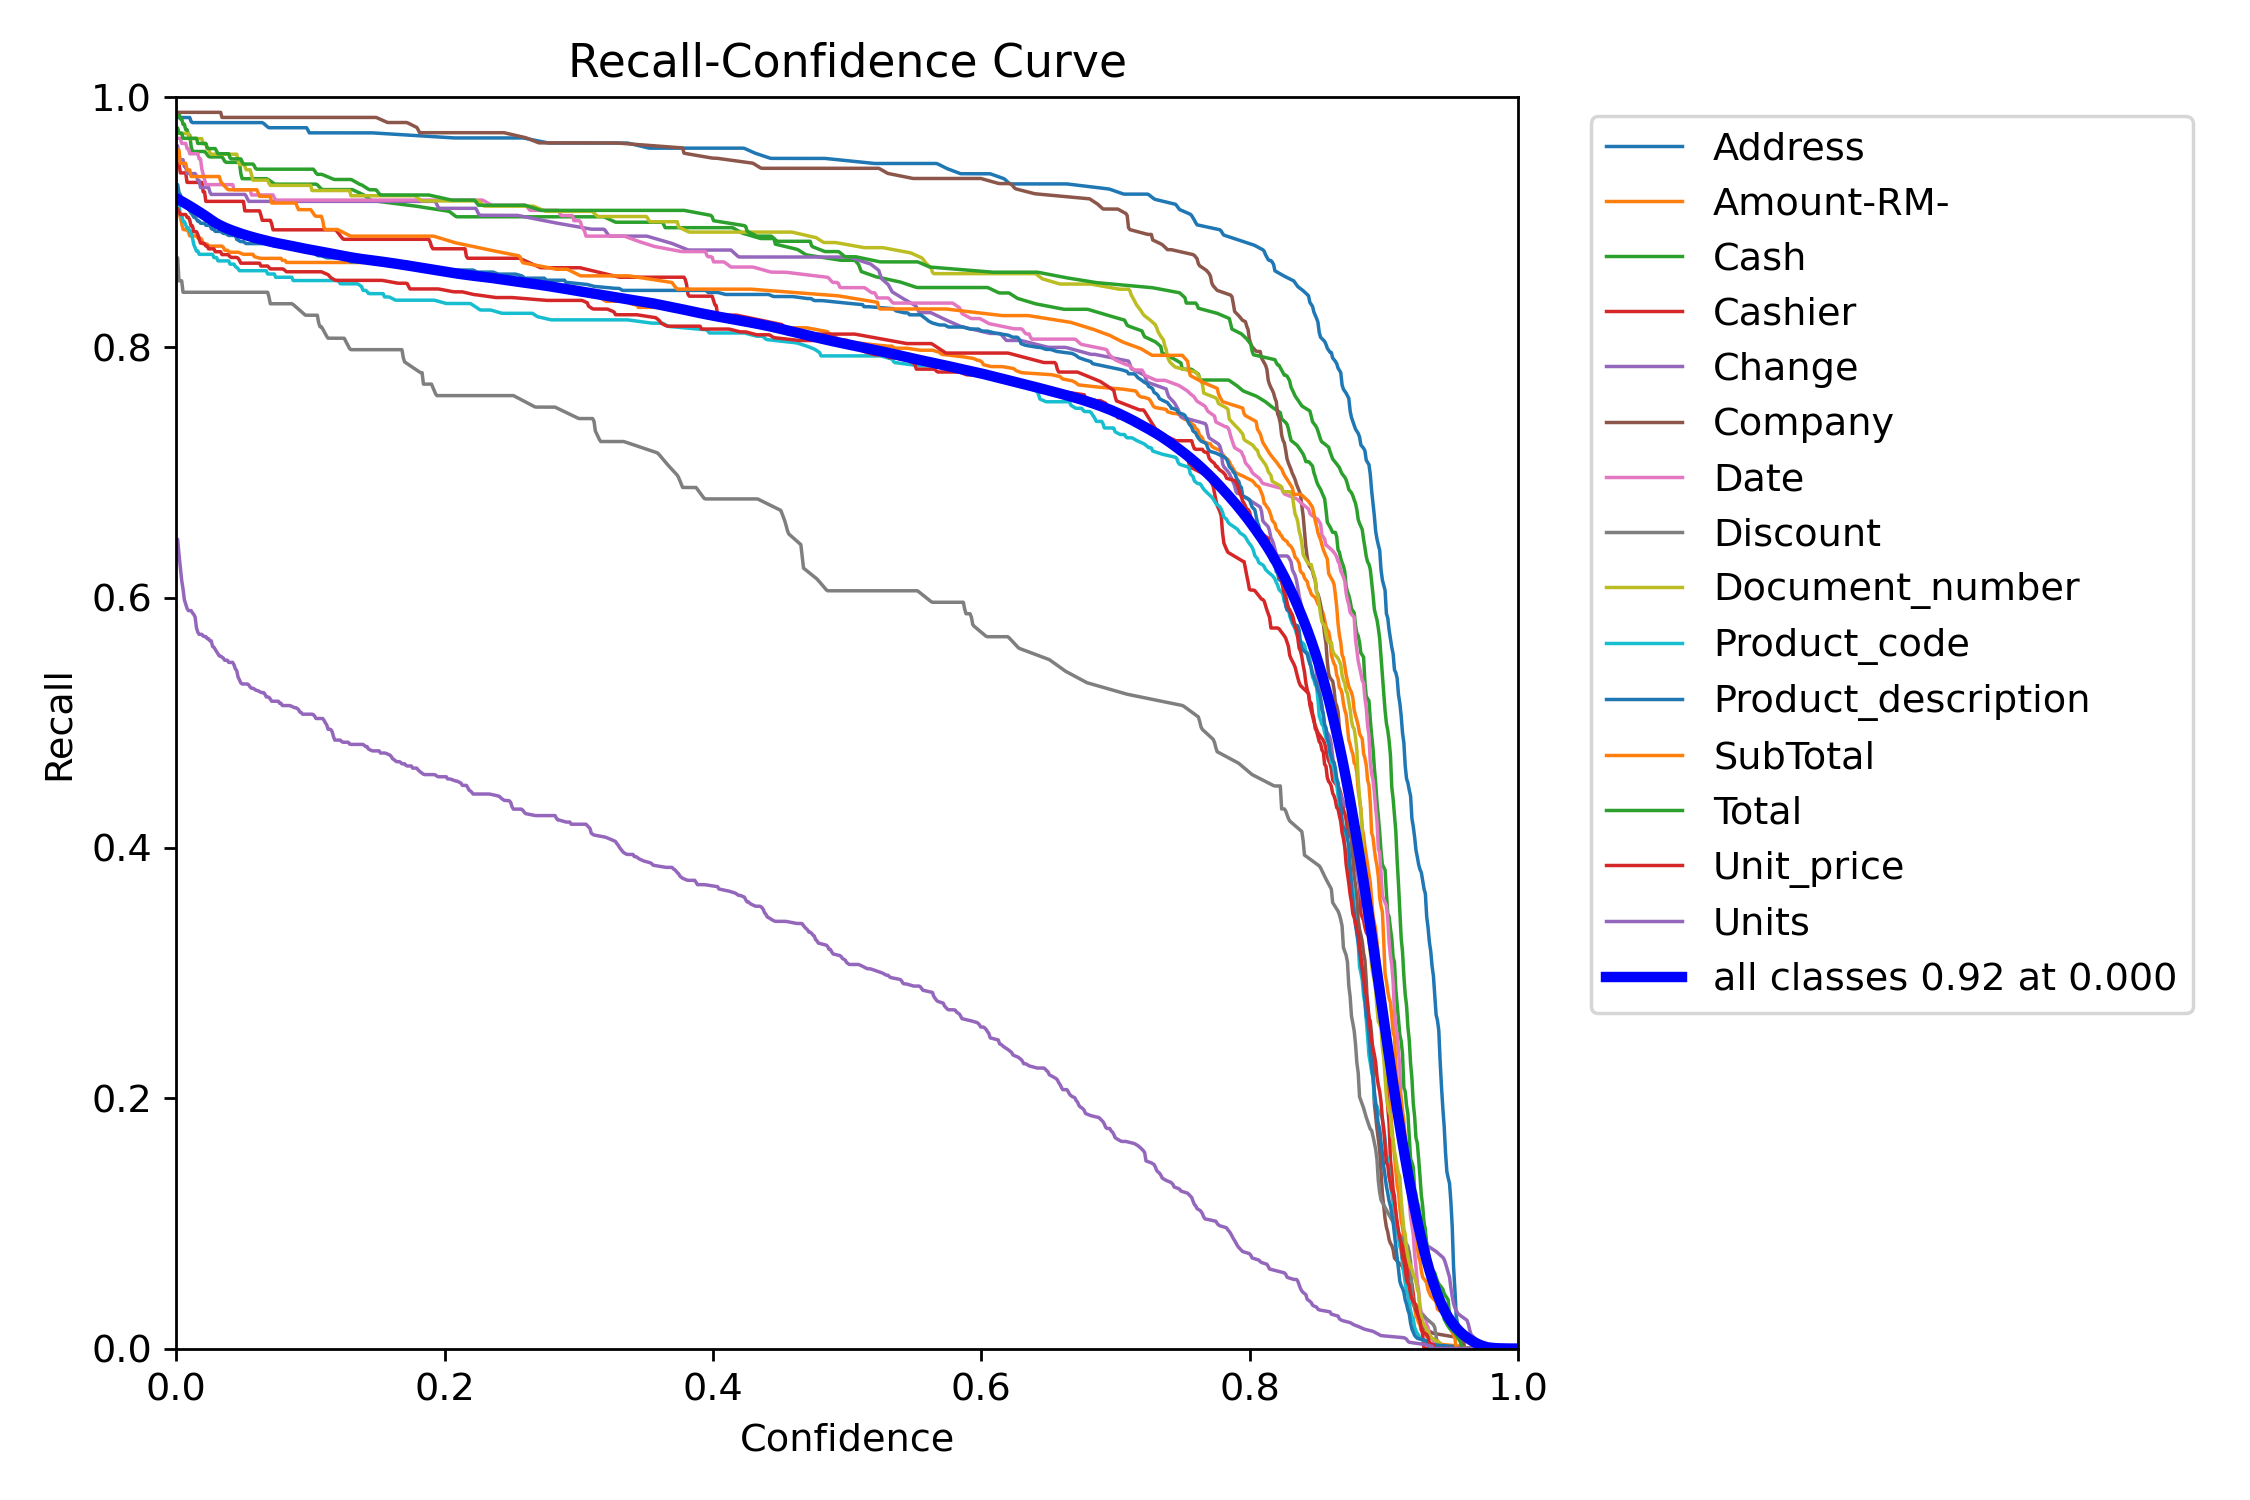 Recall-Confidence Curve
1.0
0.8
0.6
0.4
0.2
0.0
Recall
0.0 0.2 0.4 0.6 0.8 1.0
Confidence
Address
Amount-RM-
Cash
Cashier
Change
Company
Date
Discount
Document_number
Product_code
Product_description
SubTotal
Total
Unit_price
Units
all classes 0.92 at 0.000